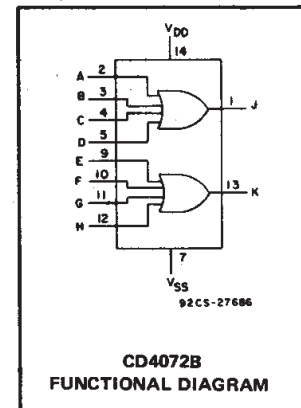 VDD
14
A 2
B 3
C 4
D 5
1 J
E 9
F 10
G 11
H 12
13 K
7
VSS
92CS-27686
CD4072B
FUNCTIONAL DIAGRAM